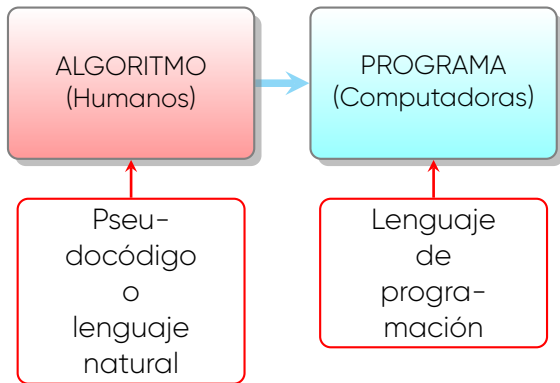 ALGORITMO
(Humanos)
PROGRAMA
(Computadoras)
Pseu-
docódigo
o
lenguaje
natural
Lenguaje
de
progra-
mación